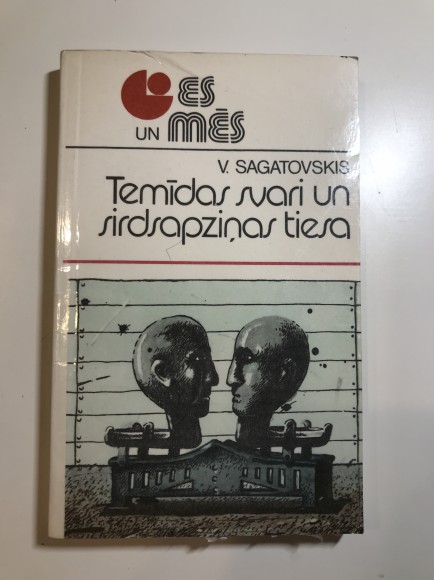 ES
UN MĒS
V. SAGATOVSKIS
Temīdas svari un
sirdsapziņas tiesa